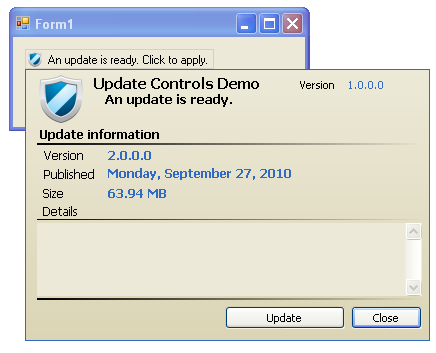 Form1
An update is ready. Click to apply.
Update Controls Demo
Version 1.0.0.0
An update is ready.
Update information
Version 2.0.0.0
Published Monday, September 27, 2010
Size 63.94 MB
Details
Update Close